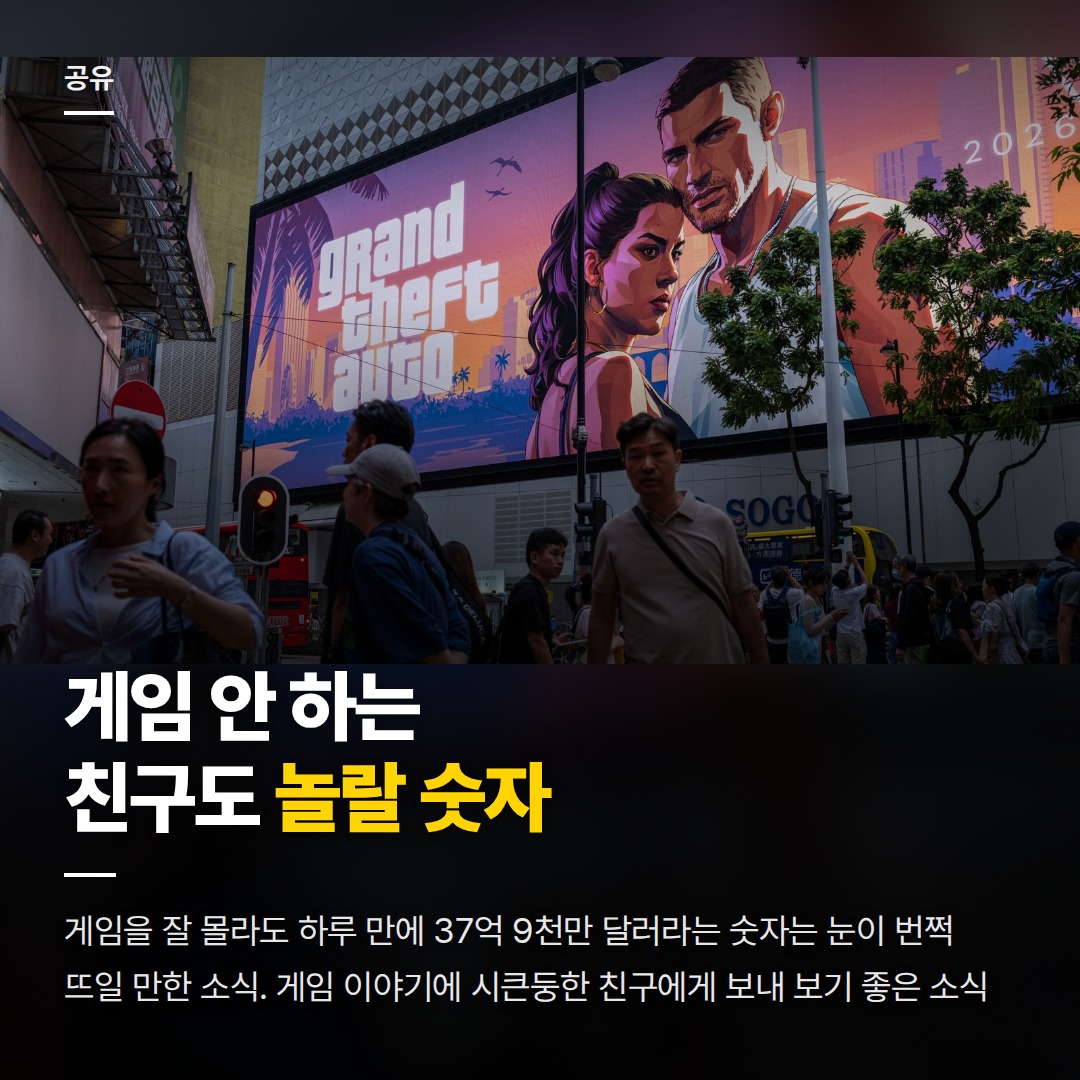 공유
2026
grand
theft
auto
SOGO
게임 안 하는
친구도 놀랄 숫자
게임을 잘 몰라도 하루 만에 37억 9천만 달러라는 숫자는 눈이 번쩍
뜨일 만한 소식. 게임 이야기에 시큰둥한 친구에게 보내 보기 좋은 소식